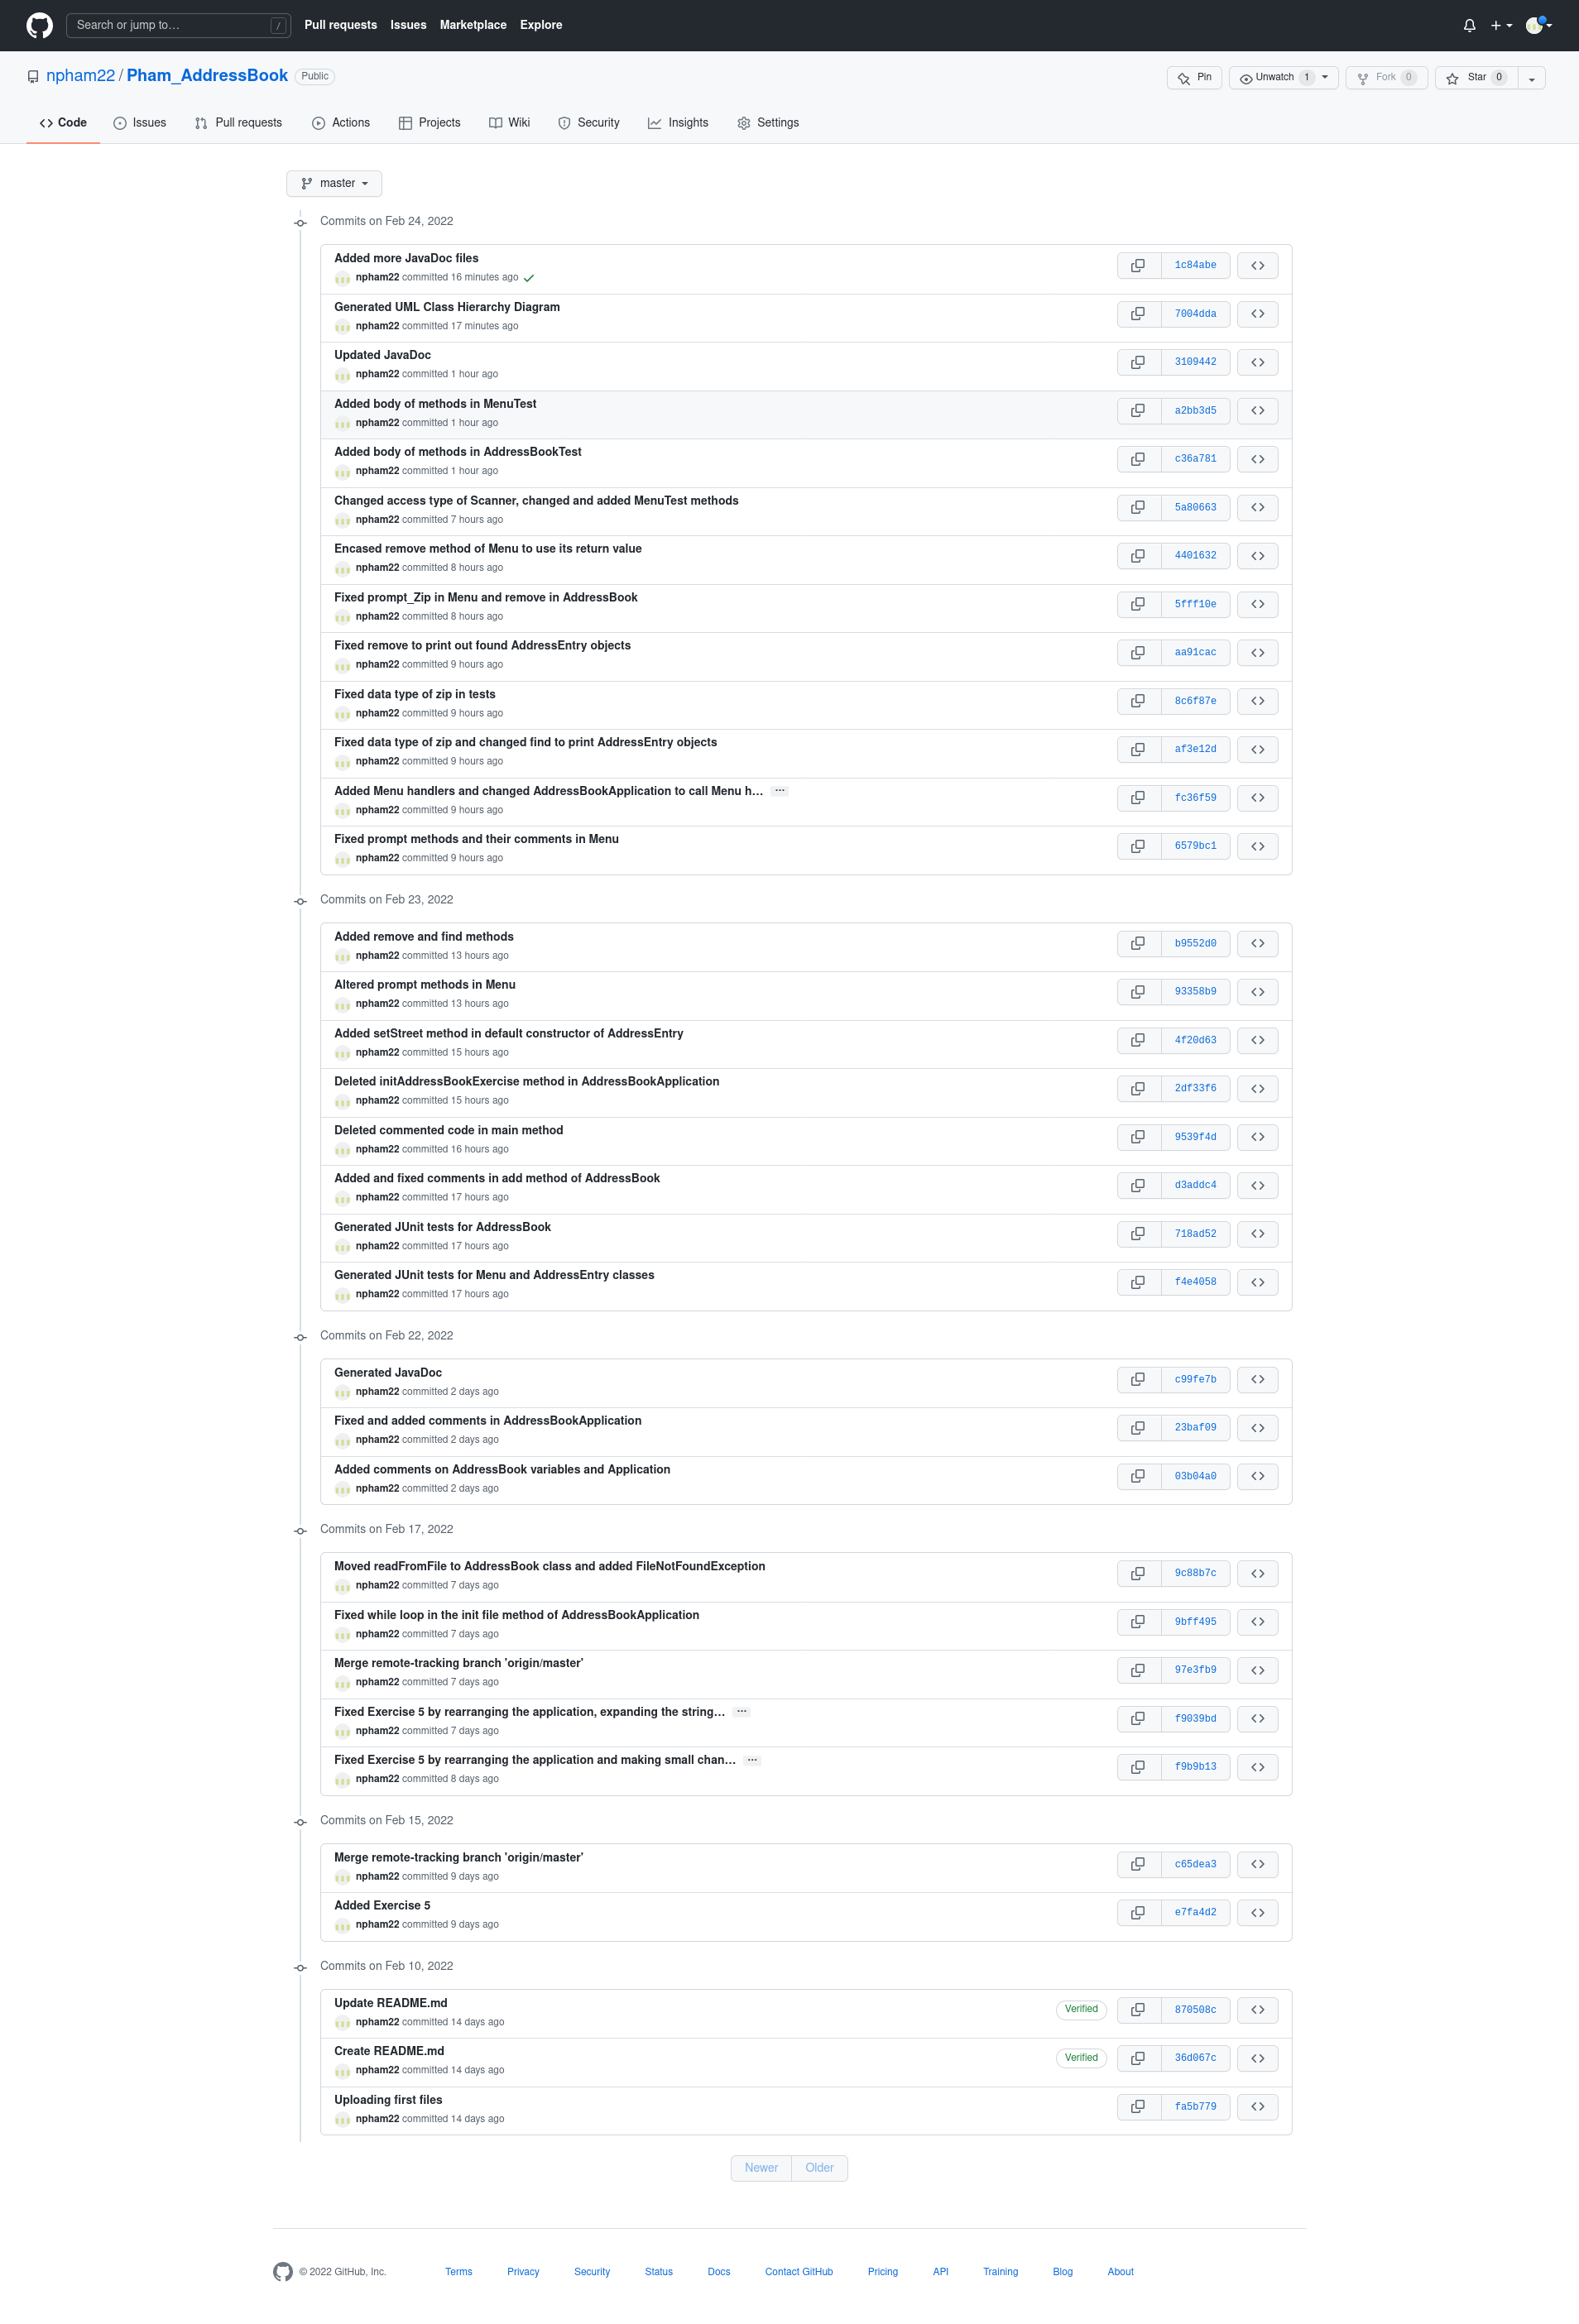 Search or jump to… /
Pull requests Issues Marketplace Explore
npham22 / Pham_AddressBook Public
Pin Unwatch 1 Fork 0 Star 0
Code Issues Pull requests Actions Projects Wiki Security Insights Settings
master
Commits on Feb 24, 2022
Added more JavaDoc files
npham22 committed 16 minutes ago
1c84abe
Generated UML Class Hierarchy Diagram
npham22 committed 17 minutes ago
7004dda
Updated JavaDoc
npham22 committed 1 hour ago
3109442
Added body of methods in MenuTest
npham22 committed 1 hour ago
a2bb3d5
Added body of methods in AddressBookTest
npham22 committed 1 hour ago
c36a781
Changed access type of Scanner, changed and added MenuTest methods
npham22 committed 7 hours ago
5a80663
Encased remove method of Menu to use its return value
npham22 committed 8 hours ago
4401632
Fixed prompt_Zip in Menu and remove in AddressBook
npham22 committed 8 hours ago
5fff10e
Fixed remove to print out found AddressEntry objects
npham22 committed 9 hours ago
aa91cac
Fixed data type of zip in tests
npham22 committed 9 hours ago
8c6f87e
Fixed data type of zip and changed find to print AddressEntry objects
npham22 committed 9 hours ago
af3e12d
Added Menu handlers and changed AddressBookApplication to call Menu h… …
npham22 committed 9 hours ago
fc36f59
Fixed prompt methods and their comments in Menu
npham22 committed 9 hours ago
6579bc1
Commits on Feb 23, 2022
Added remove and find methods
npham22 committed 13 hours ago
b9552d0
Altered prompt methods in Menu
npham22 committed 13 hours ago
93358b9
Added setStreet method in default constructor of AddressEntry
npham22 committed 15 hours ago
4f20d63
Deleted initAddressBookExercise method in AddressBookApplication
npham22 committed 15 hours ago
2df33f6
Deleted commented code in main method
npham22 committed 16 hours ago
9539f4d
Added and fixed comments in add method of AddressBook
npham22 committed 17 hours ago
d3addc4
Generated JUnit tests for AddressBook
npham22 committed 17 hours ago
718ad52
Generated JUnit tests for Menu and AddressEntry classes
npham22 committed 17 hours ago
f4e4058
Commits on Feb 22, 2022
Generated JavaDoc
npham22 committed 2 days ago
c99fe7b
Fixed and added comments in AddressBookApplication
npham22 committed 2 days ago
23baf09
Added comments on AddressBook variables and Application
npham22 committed 2 days ago
03b04a0
Commits on Feb 17, 2022
Moved readFromFile to AddressBook class and added FileNotFoundException
npham22 committed 7 days ago
9c88b7c
Fixed while loop in the init file method of AddressBookApplication
npham22 committed 7 days ago
9bff495
Merge remote-tracking branch 'origin/master'
npham22 committed 7 days ago
97e3fb9
Fixed Exercise 5 by rearranging the application, expanding the string… …
npham22 committed 7 days ago
f9039bd
Fixed Exercise 5 by rearranging the application and making small chan… …
npham22 committed 8 days ago
f9b9b13
Commits on Feb 15, 2022
Merge remote-tracking branch 'origin/master'
npham22 committed 9 days ago
c65dea3
Added Exercise 5
npham22 committed 9 days ago
e7fa4d2
Commits on Feb 10, 2022
Update README.md
npham22 committed 14 days ago
Verified 870508c
Create README.md
npham22 committed 14 days ago
Verified 36d067c
Uploading first files
npham22 committed 14 days ago
fa5b779
Newer Older
© 2022 GitHub, Inc. Terms Privacy Security Status Docs Contact GitHub Pricing API Training Blog About